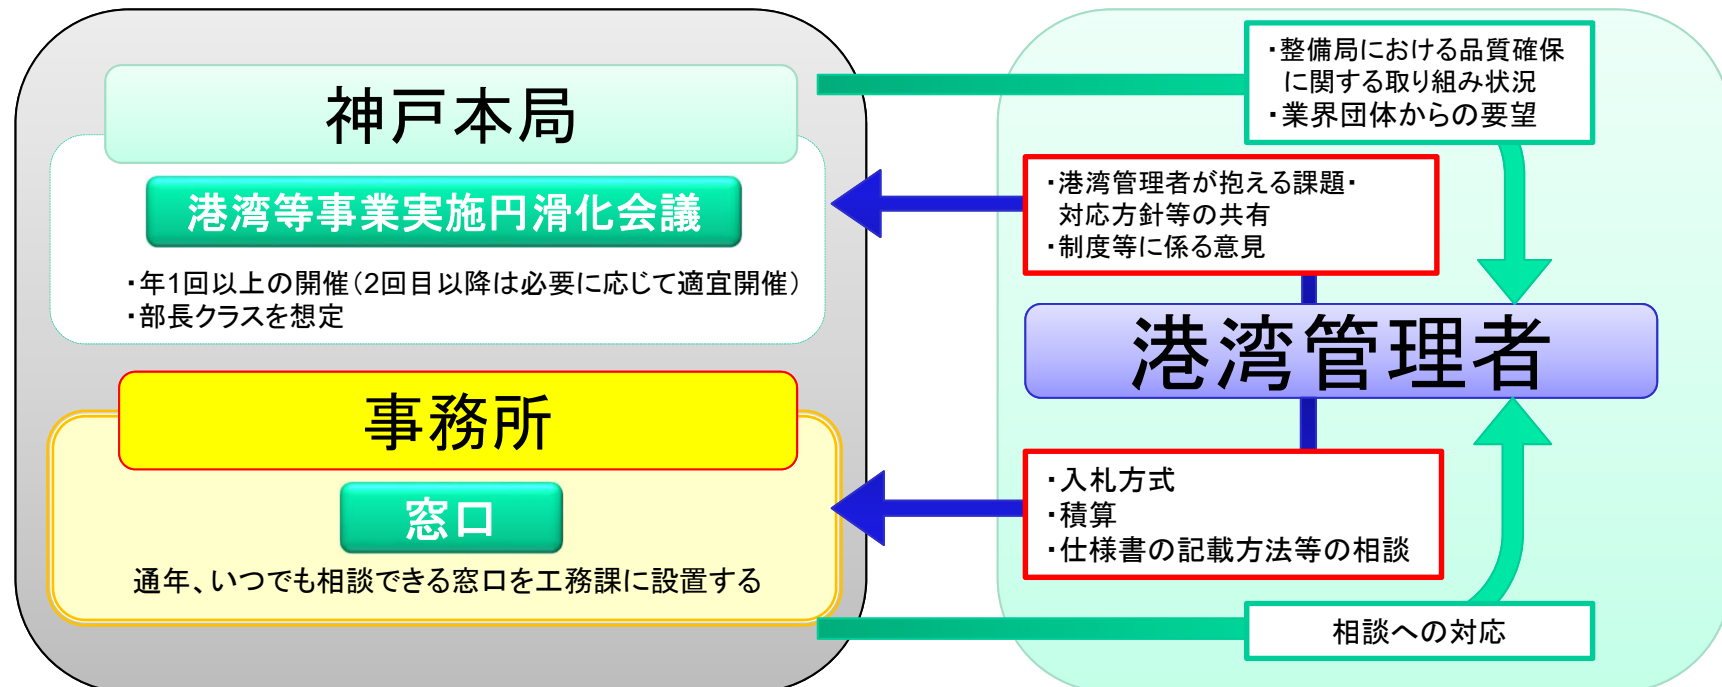 神戸本局
港湾等事業実施円滑化会議
・年1回以上の開催（2回目以降は必要に応じて適宜開催）
・部長クラスを想定
事務所
窓口
通年、いつでも相談できる窓口を工務課に設置する
・整備局における品質確保
に関する取り組み状況
・業界団体からの要望
・港湾管理者が抱える課題・
対応方針等の共有
・制度等に係る意見
港湾管理者
・入札方式
・積算
・仕様書の記載方法等の相談
相談への対応